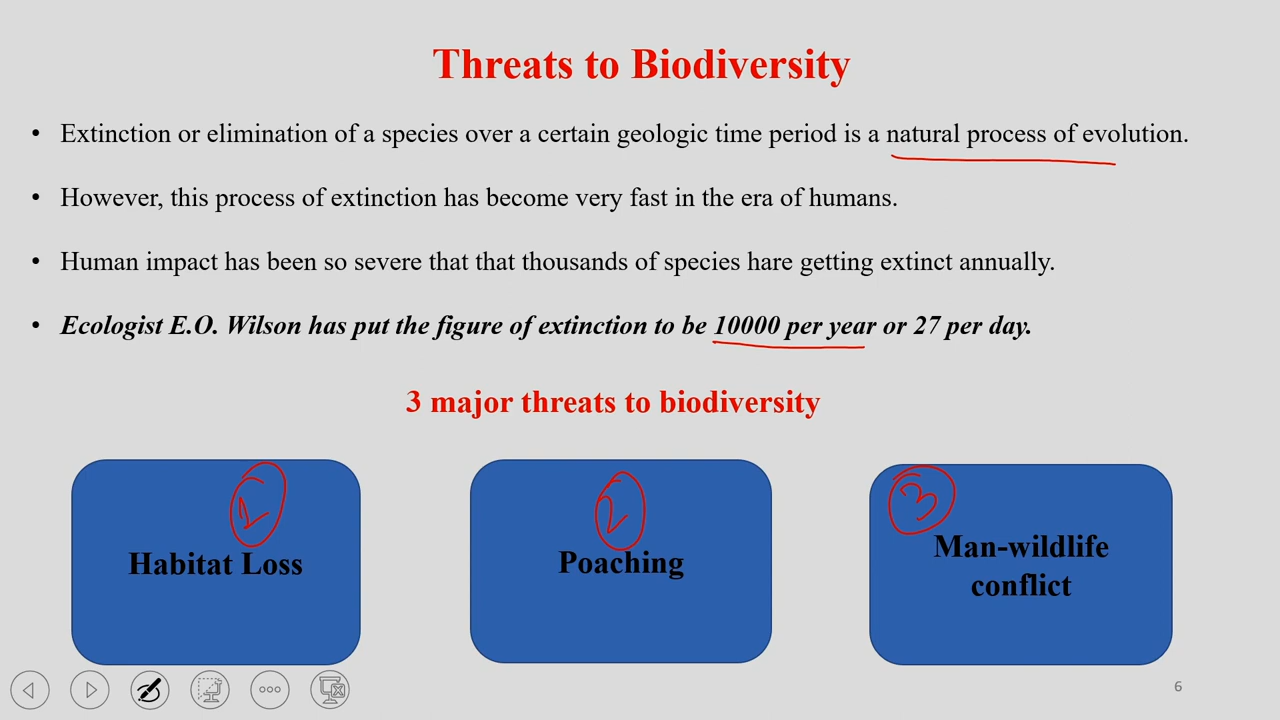 Threats to Biodiversity
• Extinction or elimination of a species over a certain geologic time period is a natural process of evolution.
• However, this process of extinction has become very fast in the era of humans.
• Human impact has been so severe that that thousands of species hare getting extinct annually.
• Ecologist E.O. Wilson has put the figure of extinction to be 10000 per year or 27 per day.
3 major threats to biodiversity
1
Habitat Loss
2
Poaching
3
Man-wildlife
conflict
6